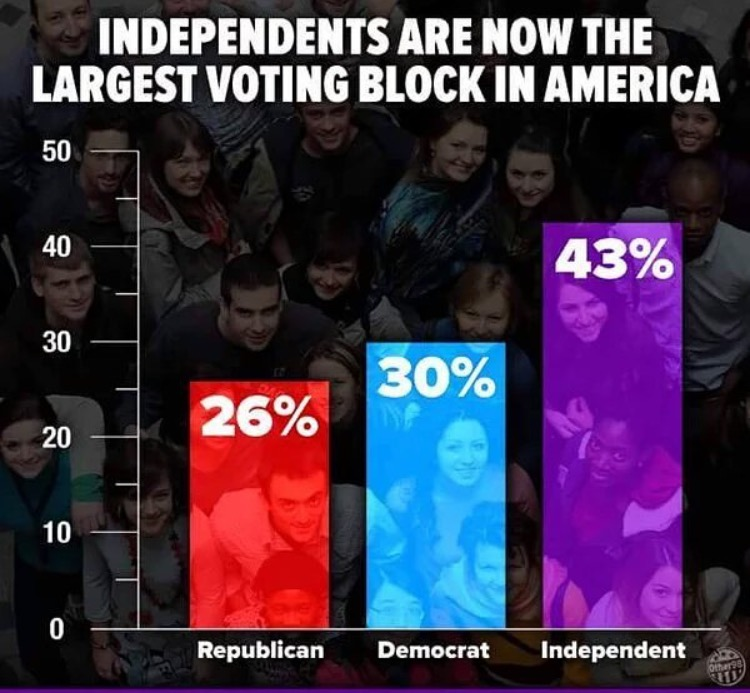 INDEPENDENTS ARE NOW THE
LARGEST VOTING BLOCK IN AMERICA
50
40
30
20
10
0
26%
30%
43%
Republican
Democrat
Independent
Other98